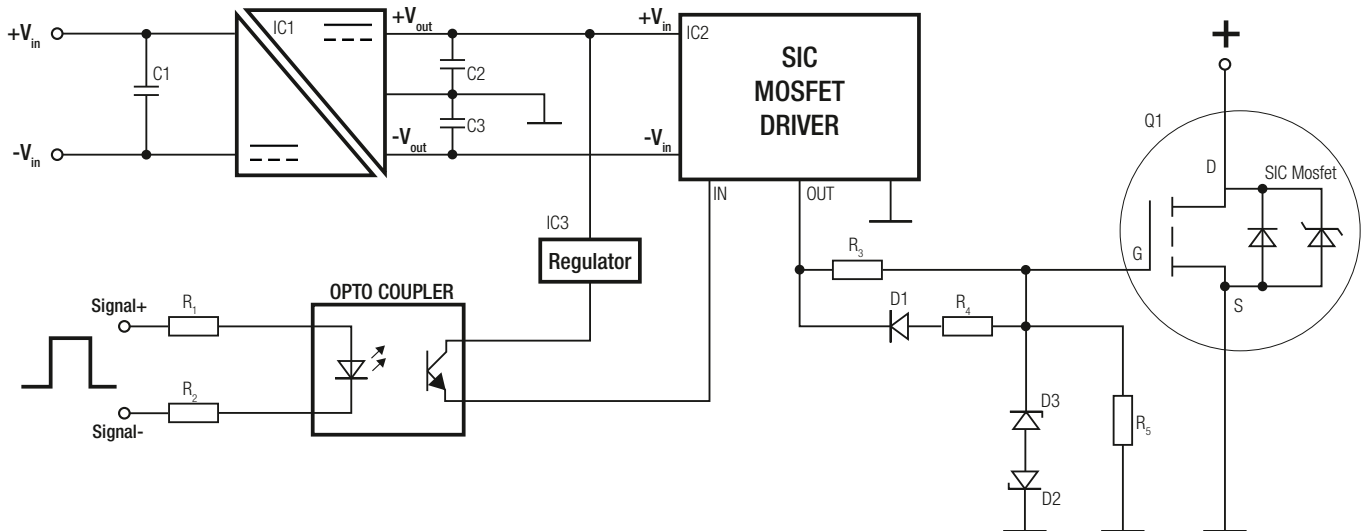 +Vin
-Vin
C1
IC1
+Vout
-Vout
C2
C3
+Vin
-Vin
IC2
SIC
MOSFET
DRIVER
IN
OUT
IC3
Regulator
OPTO COUPLER
Signal+
R1
R2
Signal-
R3
D1
R4
D3
D2
R5
+
Q1
D
SIC Mosfet
G
S